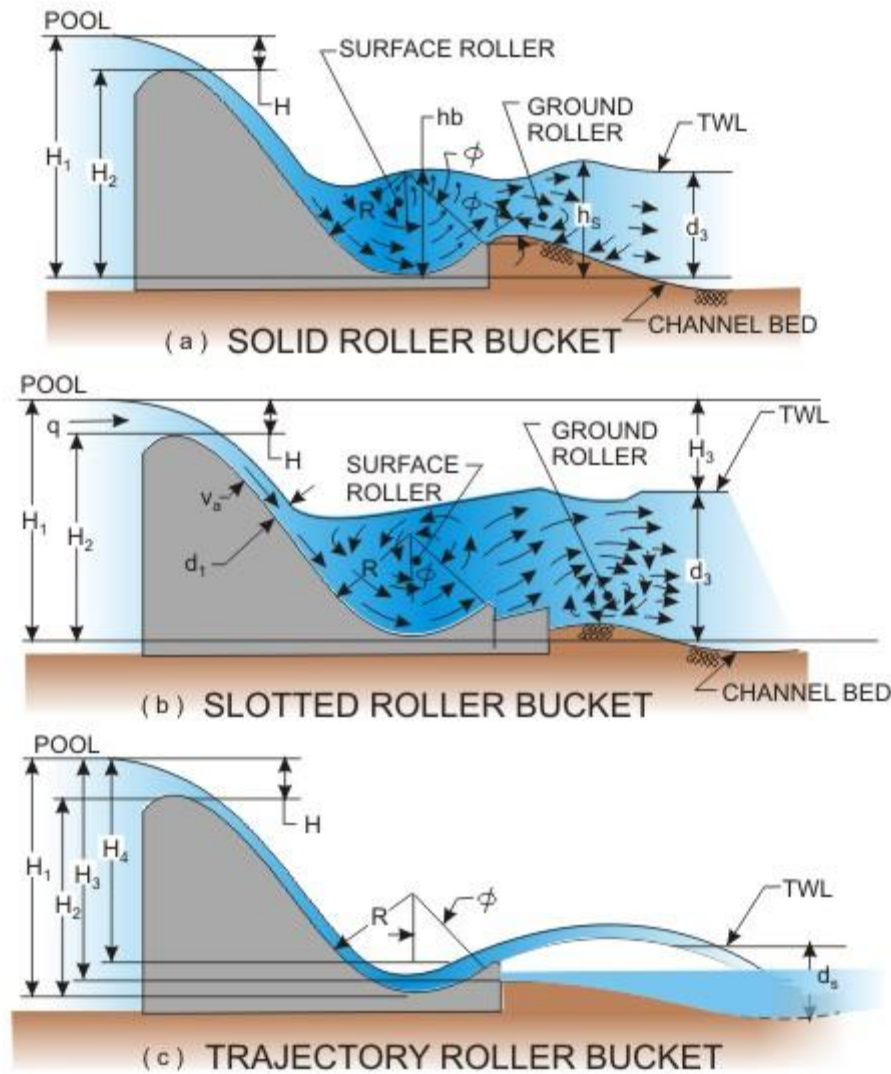 POOL
SURFACE ROLLER
H
hb
GROUND
ROLLER
TWL
H1
H2
R
ϕ
ϕ
hs
d3
CHANNEL BED
( a ) SOLID ROLLER BUCKET
POOL
q
H
SURFACE
ROLLER
GROUND
ROLLER
H3
TWL
va
H1
H2
d1
R
ϕ
d3
CHANNEL BED
( b ) SLOTTED ROLLER BUCKET
POOL
H
H1
H2
H3
H4
R
ϕ
TWL
ds
( c ) TRAJECTORY ROLLER BUCKET